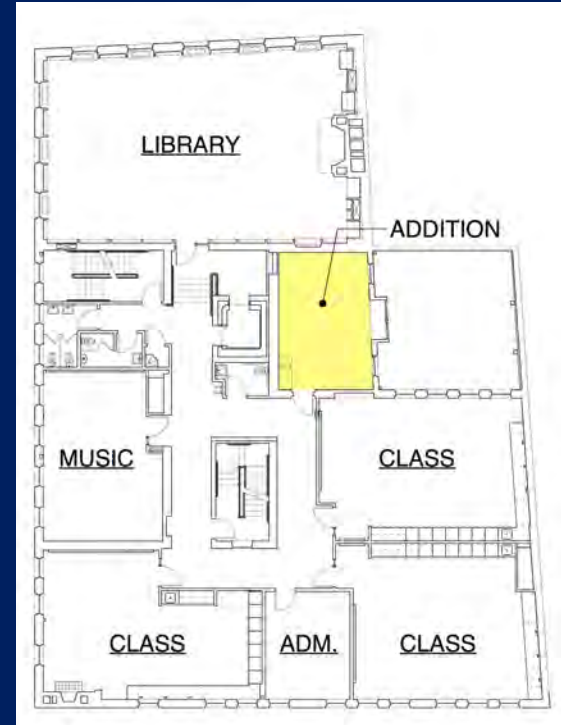 LIBRARY
ADDITION
MUSIC
CLASS
CLASS
ADM.
CLASS